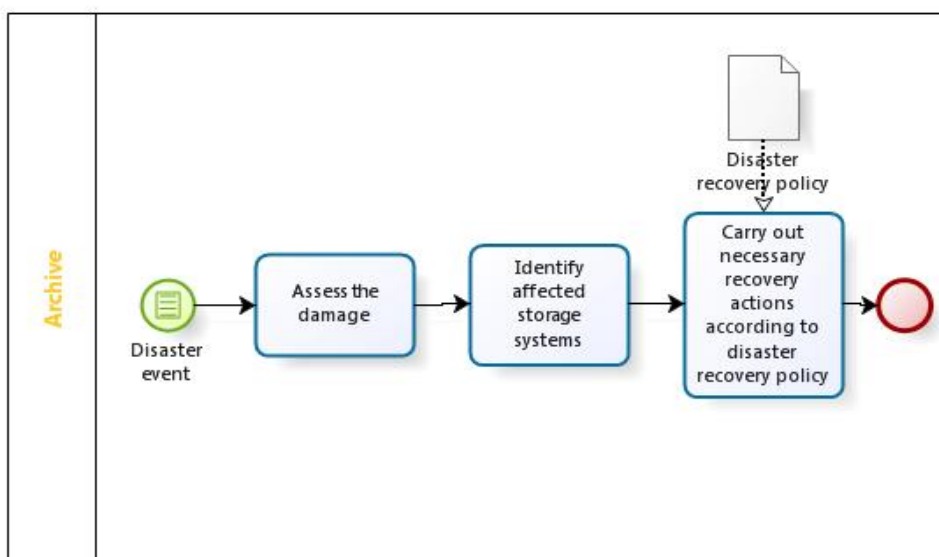 Archive
Disaster
event
Assess the
damage
Identify
affected
storage
systems
Disaster
recovery policy
Carry out
necessary
recovery
actions
according to
disaster
recovery policy